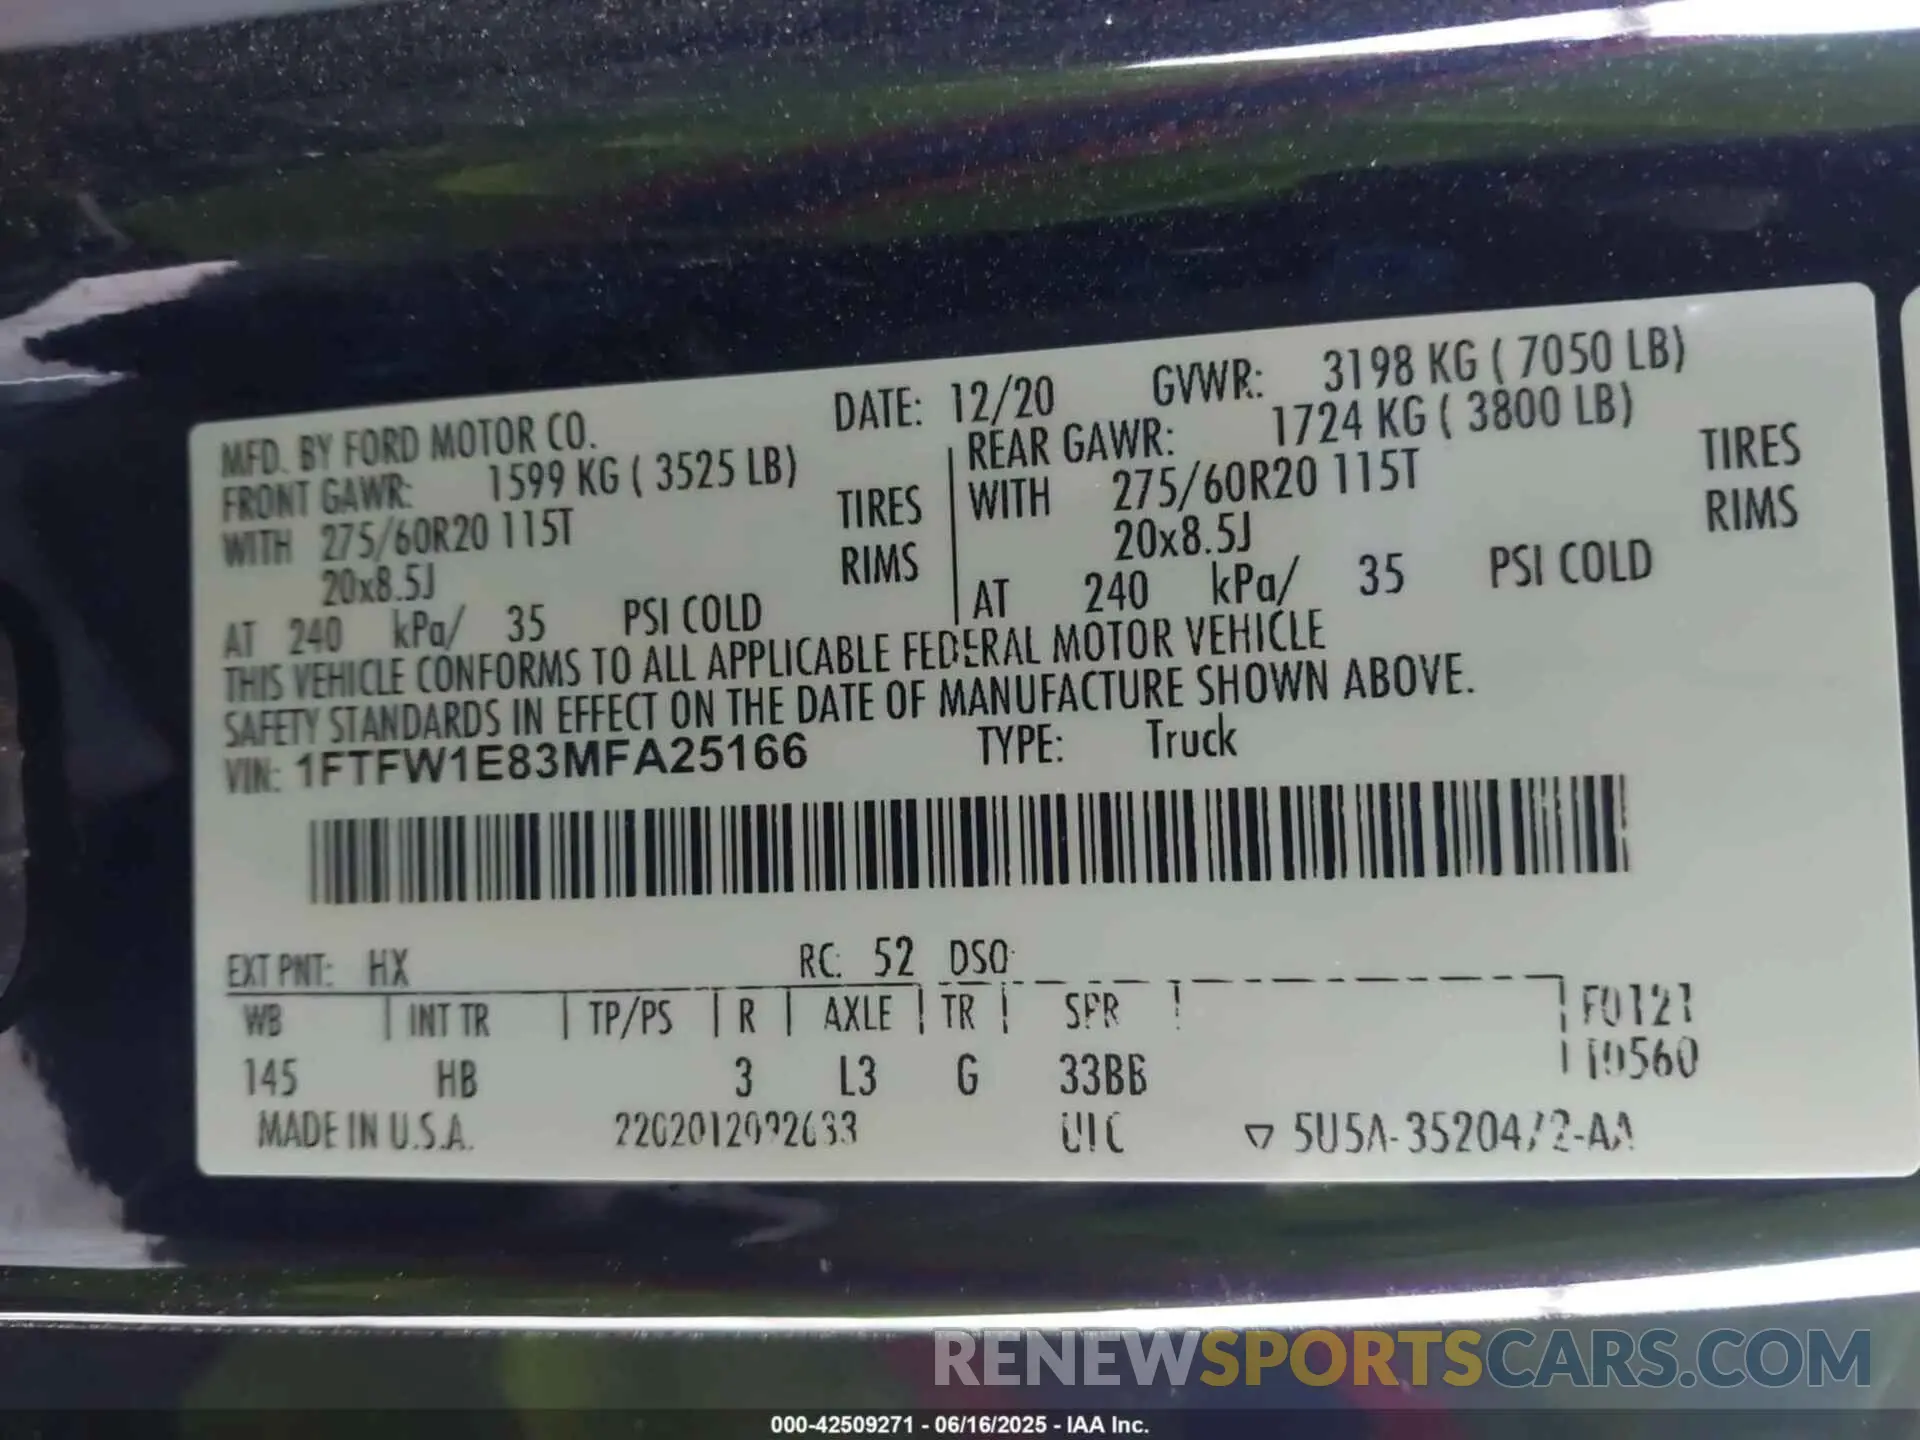 MFD. BY FORD MOTOR CO. DATE: 12/20 GVWR: 3198 KG ( 7050 LB)
FRONT GAWR: 1599 KG ( 3525 LB) REAR GAWR: 1724 KG ( 3800 LB)
WITH 275/60R20 115T TIRES WITH 275/60R20 115T TIRES
20x8.5J RIMS 20x8.5J RIMS
AT 240 kPa/ 35 PSI COLD AT 240 kPa/ 35 PSI COLD
THIS VEHICLE CONFORMS TO ALL APPLICABLE FEDERAL MOTOR VEHICLE
SAFETY STANDARDS IN EFFECT ON THE DATE OF MANUFACTURE SHOWN ABOVE.
VIN: 1FTFW1E83MFA25166 TYPE: Truck
EXT PNT: HX RC: 52 DSO:
WB INT TR TP/PS R AXLE TR SPR F0121
145 HB 3 L3 G 33BB
MADE IN U.S.A. ▽ 5U5A-3520472-AA
RENEWSPORTSCARS.COM
000-42509271 - 06/16/2025 - IAA Inc.